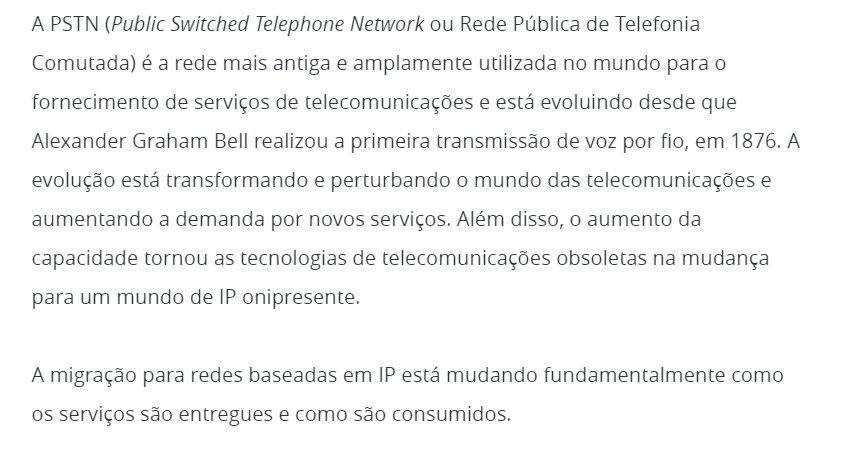 A PSTN (Public Switched Telephone Network ou Rede Pública de Telefonia
Comutada) é a rede mais antiga e amplamente utilizada no mundo para o
fornecimento de serviços de telecomunicações e está evoluindo desde que
Alexander Graham Bell realizou a primeira transmissão de voz por fio, em 1876. A
evolução está transformando e perturbando o mundo das telecomunicações e
aumentando a demanda por novos serviços. Além disso, o aumento da
capacidade tornou as tecnologias de telecomunicações obsoletas na mudança
para um mundo de IP onipresente.
A migração para redes baseadas em IP está mudando fundamentalmente como
os serviços são entregues e como são consumidos.